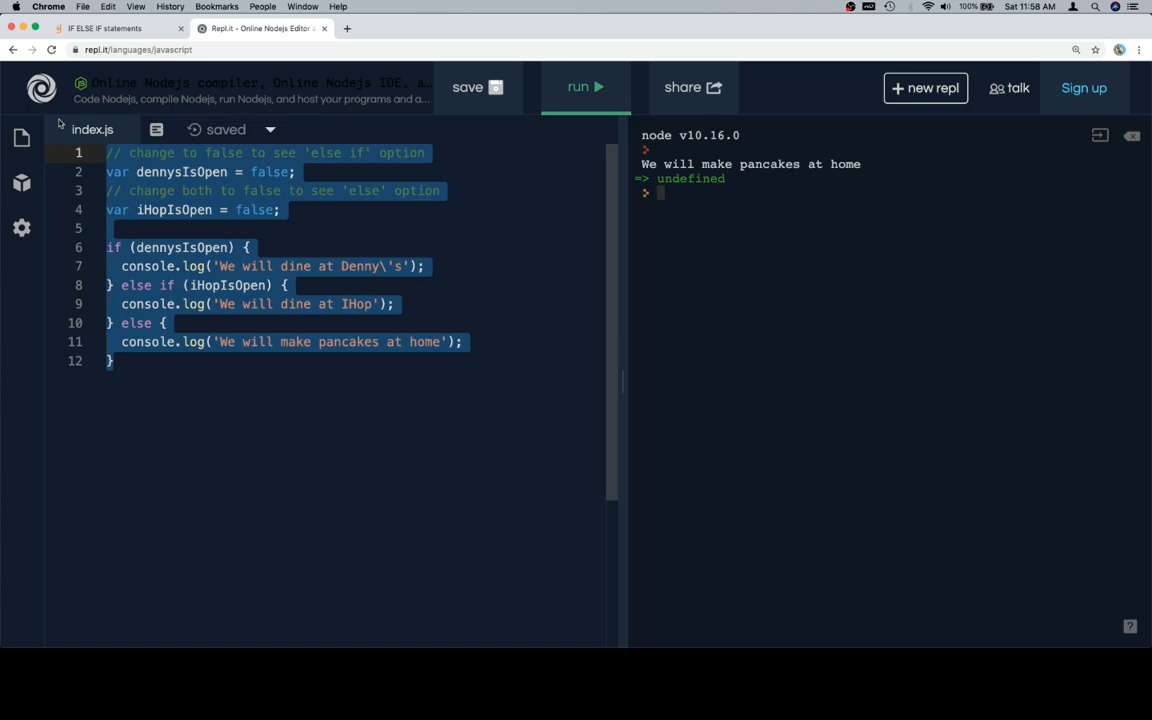 Chrome File Edit View History Bookmarks People Window Help 100% Sat 11:58 AM
IF ELSE IF statements × Repl.it - Online Nodejs Editor a × +
repl.it/languages/javascript
Online Nodejs compiler, Online Nodejs IDE, a…
Code Nodejs, compile Nodejs, run Nodejs, and host your programs and a…
save run share + new repl talk Sign up
index.js saved
1 // change to false to see 'else if' option
2 var dennysIsOpen = false;
3 // change both to false to see 'else' option
4 var iHopIsOpen = false;
5
6 if (dennysIsOpen) {
7 console.log('We will dine at Denny\'s');
8 } else if (iHopIsOpen) {
9 console.log('We will dine at IHop');
10 } else {
11 console.log('We will make pancakes at home');
12 }
node v10.16.0
We will make pancakes at home
=> undefined
?